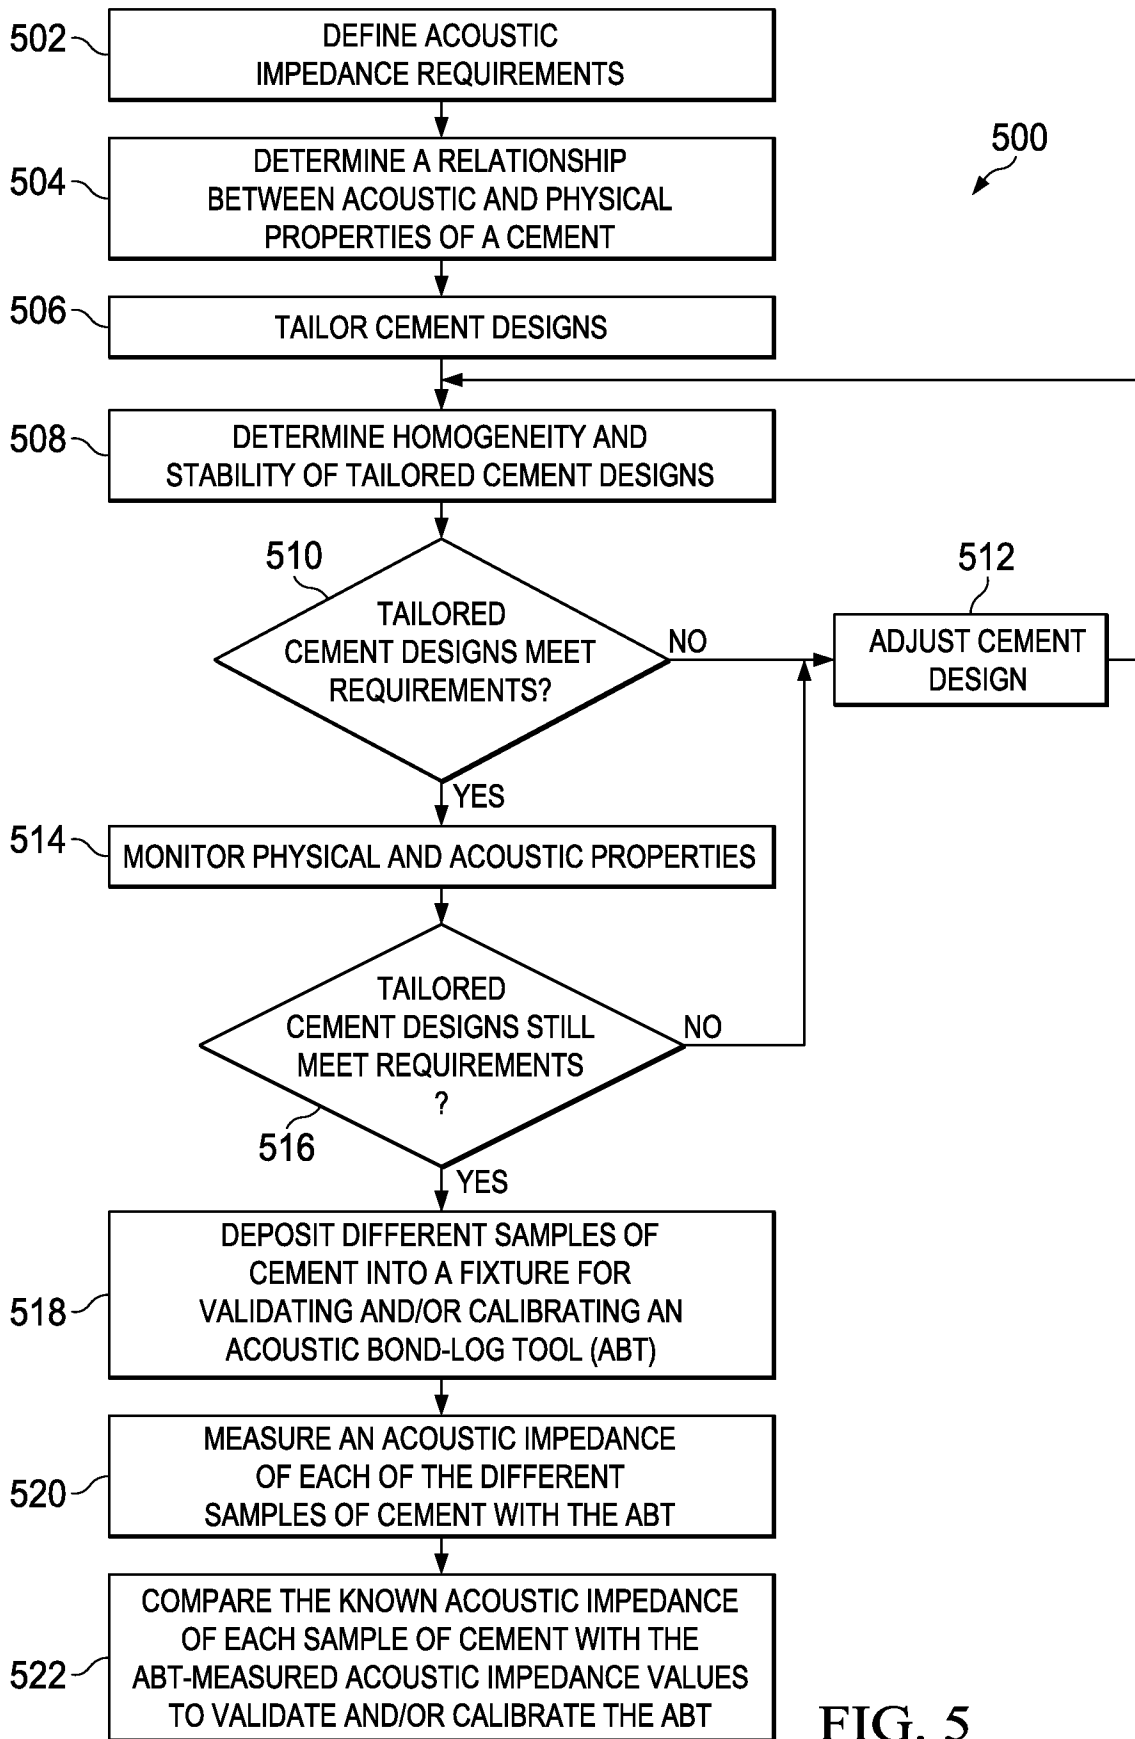 502
DEFINE ACOUSTIC
IMPEDANCE REQUIREMENTS
500
504
DETERMINE A RELATIONSHIP
BETWEEN ACOUSTIC AND PHYSICAL
PROPERTIES OF A CEMENT
506
TAILOR CEMENT DESIGNS
508
DETERMINE HOMOGENEITY AND
STABILITY OF TAILORED CEMENT DESIGNS
510
TAILORED
CEMENT DESIGNS MEET
REQUIREMENTS?
NO
512
ADJUST CEMENT
DESIGN
YES
514
MONITOR PHYSICAL AND ACOUSTIC PROPERTIES
TAILORED
CEMENT DESIGNS STILL
MEET REQUIREMENTS
?
NO
516
YES
518
DEPOSIT DIFFERENT SAMPLES OF
CEMENT INTO A FIXTURE FOR
VALIDATING AND/OR CALIBRATING AN
ACOUSTIC BOND-LOG TOOL (ABT)
520
MEASURE AN ACOUSTIC IMPEDANCE
OF EACH OF THE DIFFERENT
SAMPLES OF CEMENT WITH THE ABT
522
COMPARE THE KNOWN ACOUSTIC IMPEDANCE
OF EACH SAMPLE OF CEMENT WITH THE
ABT-MEASURED ACOUSTIC IMPEDANCE VALUES
TO VALIDATE AND/OR CALIBRATE THE ABT
FIG. 5